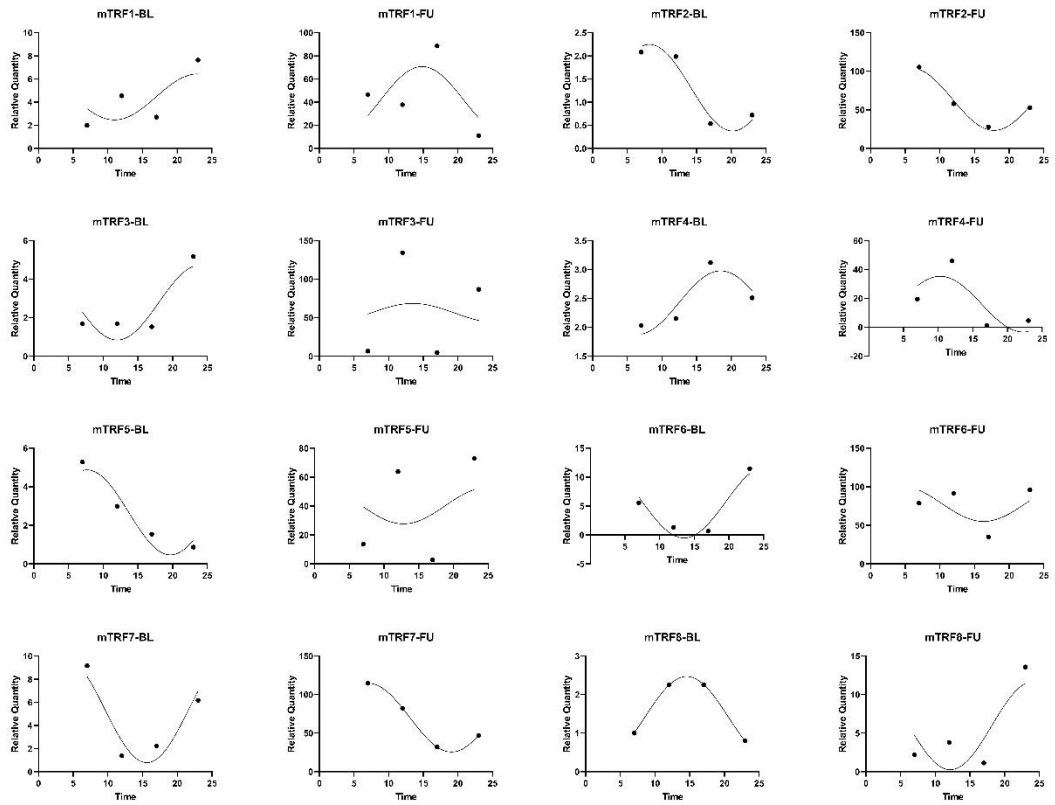 mTRF1-BL
Relative Quantity
10
8
6
4
2
0
0 5 10 15 20 25
Time
mTRF1-FU
Relative Quantity
100
80
60
40
20
0
0 5 10 15 20 25
Time
mTRF2-BL
Relative Quantity
2.5
2.0
1.5
1.0
0.5
0.0
0 5 10 15 20 25
Time
mTRF2-FU
Relative Quantity
150
100
50
0
0 5 10 15 20 25
Time
mTRF3-BL
Relative Quantity
6
4
2
0
0 5 10 15 20 25
Time
mTRF3-FU
Relative Quantity
150
100
50
0
0 5 10 15 20 25
Time
mTRF4-BL
Relative Quantity
3.5
3.0
2.5
2.0
1.5
0 5 10 15 20 25
Time
mTRF4-FU
Relative Quantity
60
40
20
0
-20
5 10 15 20 25
Time
mTRF5-BL
Relative Quantity
6
4
2
0
0 5 10 15 20 25
Time
mTRF5-FU
Relative Quantity
80
60
40
20
0
0 5 10 15 20 25
Time
mTRF6-BL
Relative Quantity
15
10
5
0
-5
5 10 15 20 25
Time
mTRF6-FU
Relative Quantity
150
100
50
0
0 5 10 15 20 25
Time
mTRF7-BL
Relative Quantity
10
8
6
4
2
0
0 5 10 15 20 25
Time
mTRF7-FU
Relative Quantity
150
100
50
0
0 5 10 15 20 25
Time
mTRF8-BL
Relative Quantity
3
2
1
0
0 5 10 15 20 25
Time
mTRF8-FU
Relative Quantity
15
10
5
0
0 5 10 15 20 25
Time